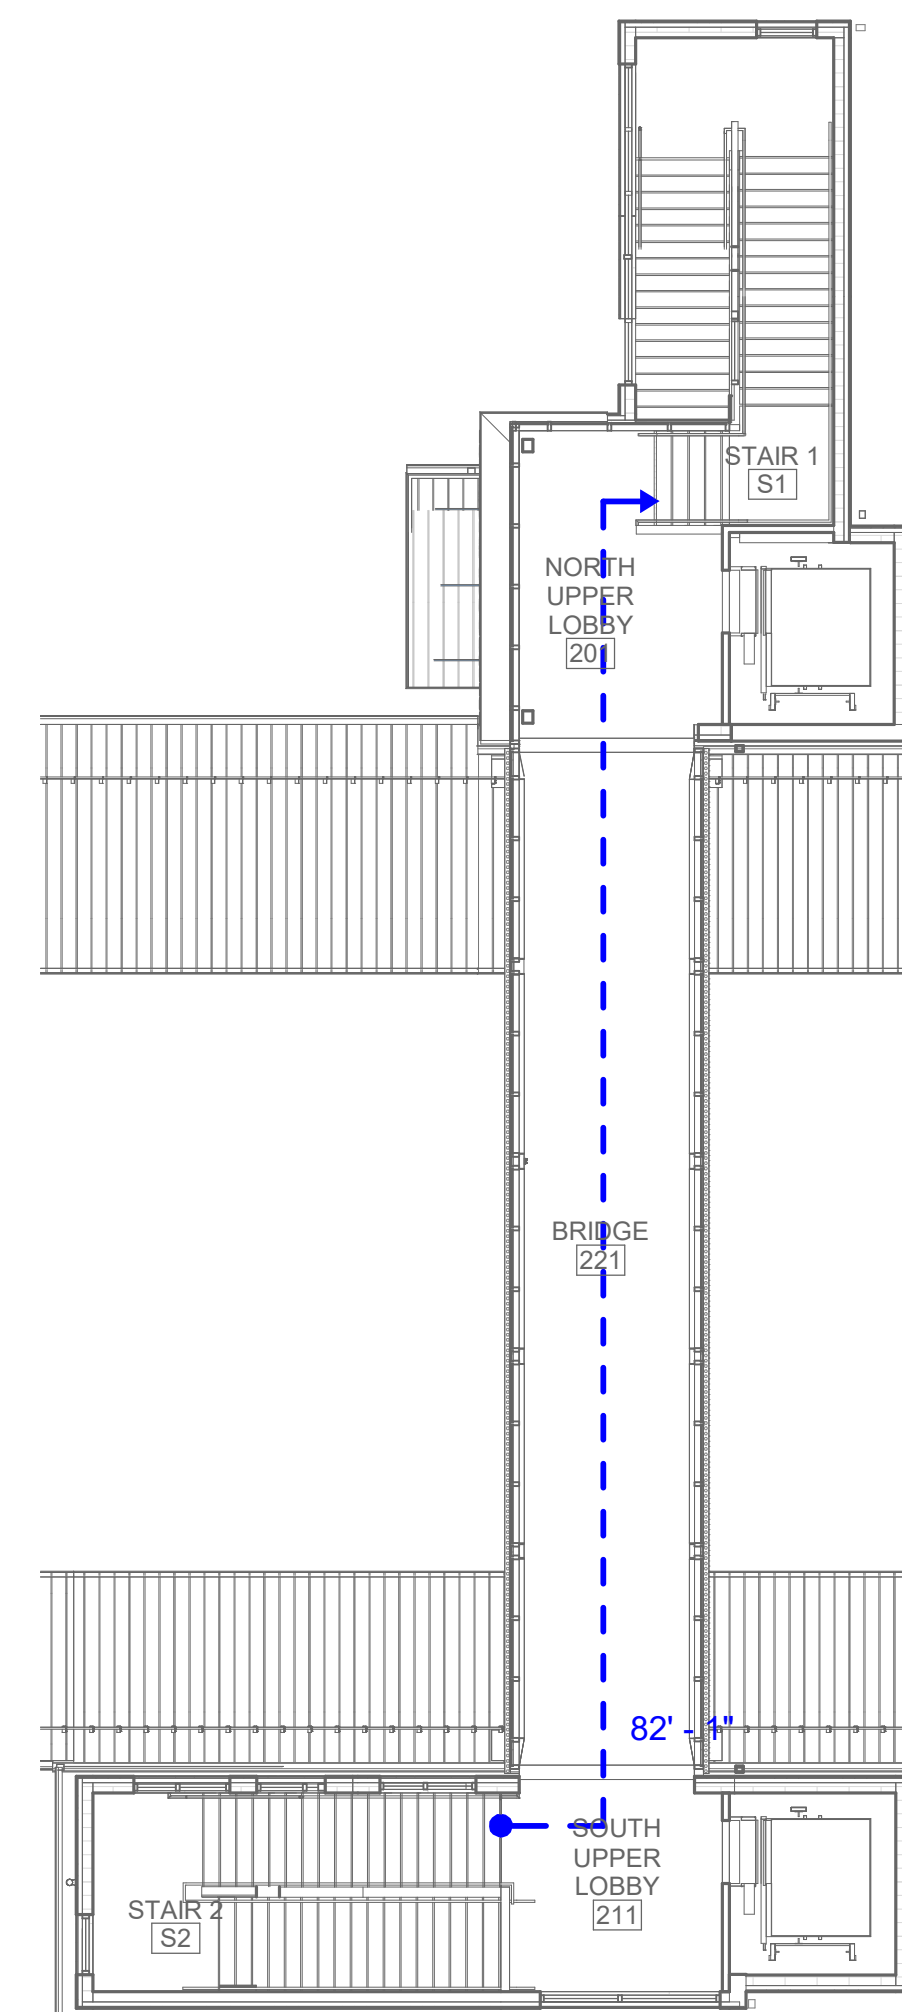 STAIR 1
S1
NORTH
UPPER
LOBBY
201
BRIDGE
221
82' - 1"
SOUTH
UPPER
LOBBY
211
STAIR 2
S2